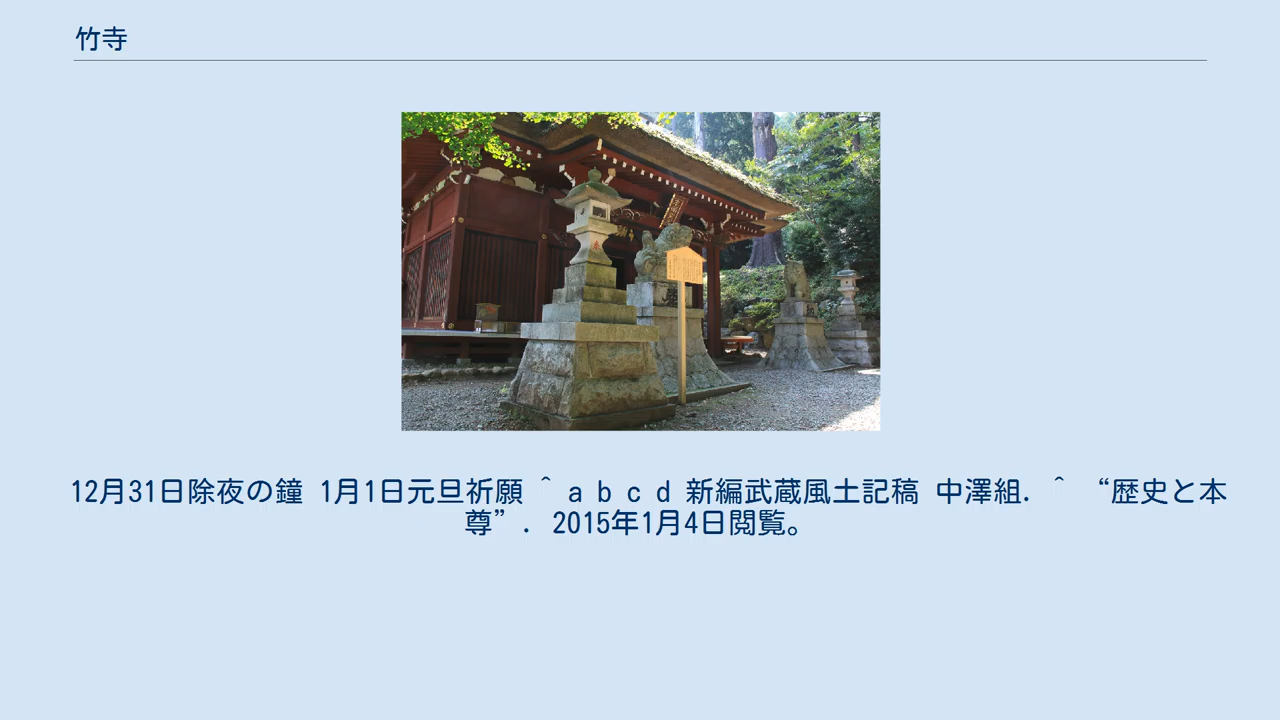 竹寺
12月31日除夜の鐘 1月1日元旦祈願 ^ a b c d 新編武蔵風土記稿 中澤組. ^ “歴史と本
尊”. 2015年1月4日閲覧。